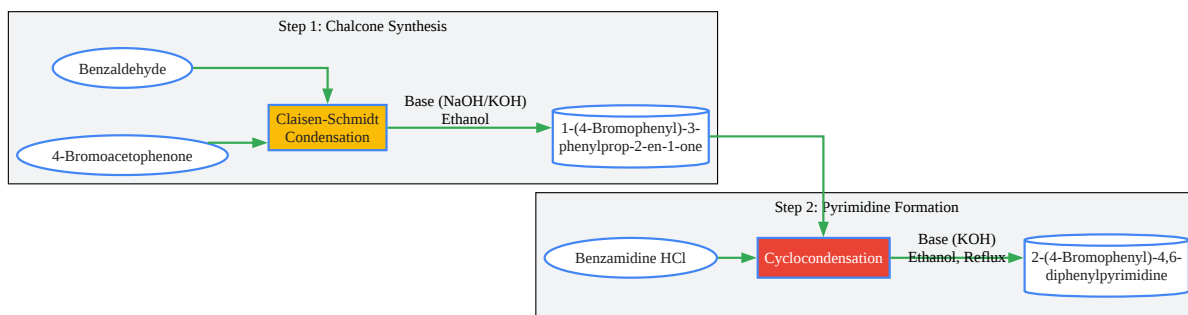 Step 1: Chalcone Synthesis
Benzaldehyde
Claisen-Schmidt
Condensation
Base (NaOH/KOH)
Ethanol
1-(4-Bromophenyl)-3-
phenylprop-2-en-1-one
4-Bromoacetophenone
Step 2: Pyrimidine Formation
Benzamidine HCl
Cyclocondensation
Base (KOH)
Ethanol, Reflux
2-(4-Bromophenyl)-4,6-
diphenylpyrimidine